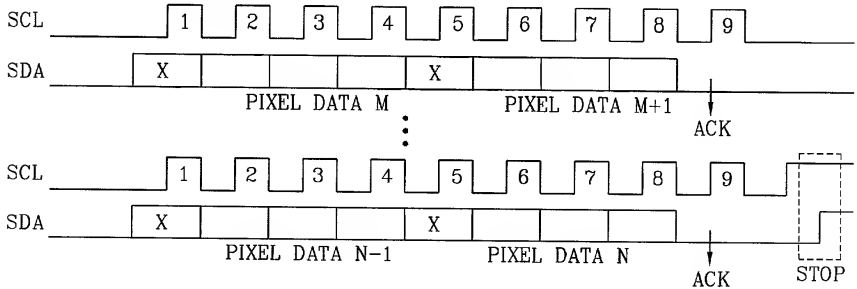 SCL 1 2 3 4 5 6 7 8 9
SDA X X
PIXEL DATA M PIXEL DATA M+1
ACK
SCL 1 2 3 4 5 6 7 8 9
SDA X X
PIXEL DATA N-1 PIXEL DATA N
ACK STOP